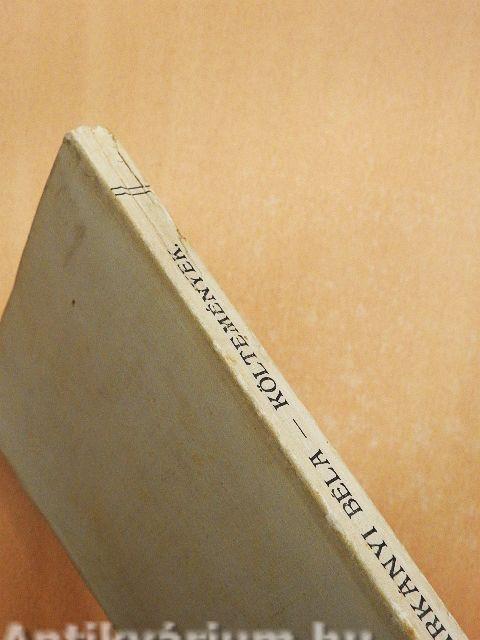 RKÁNYI BÉLA — KÖLTEMÉNYEK.
Antikvárium.hu